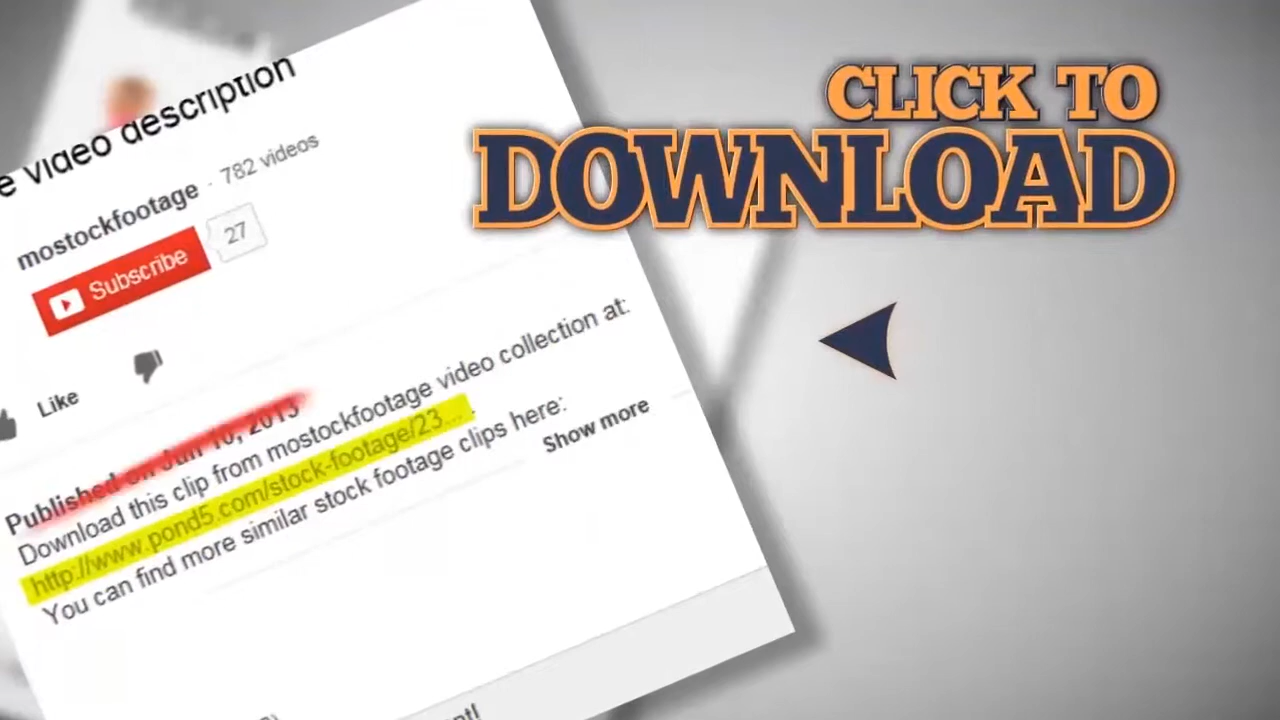 e video description
mostockfootage · 782 videos
Subscribe 27
Like
Published on Jun 10, 2013
Download this clip from mostockfootage video collection at:
http://www.pond5.com/stock-footage/23... .
You can find more similar stock footage clips here:
Show more
CLICK TO
DOWNLOAD